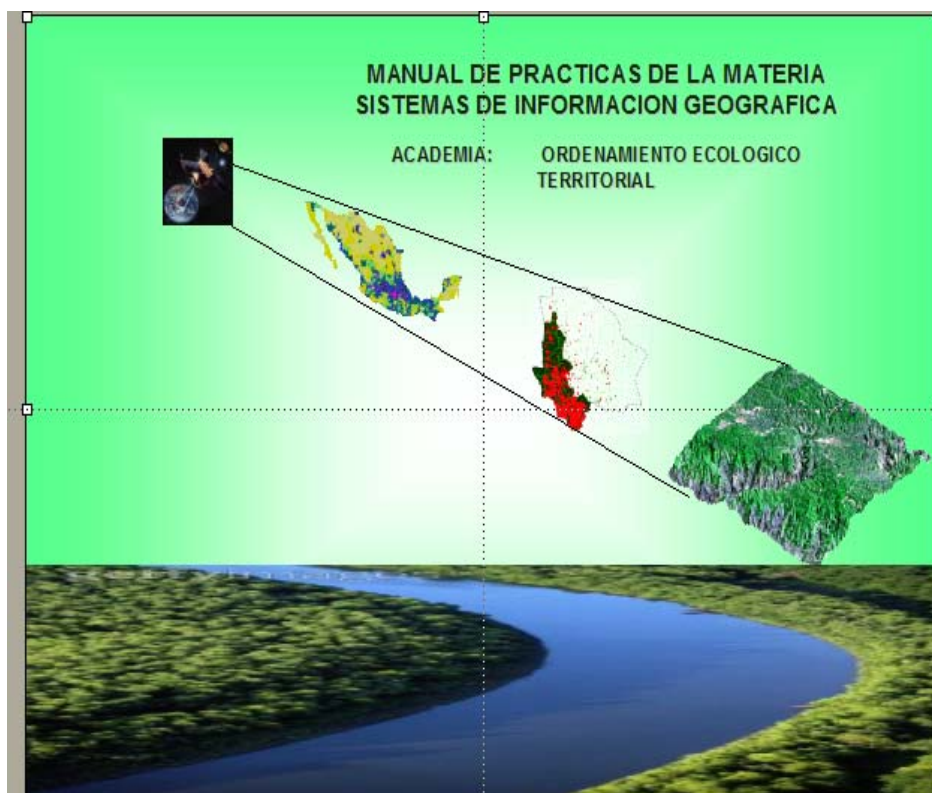 MANUAL DE PRACTICAS DE LA MATERIA
SISTEMAS DE INFORMACION GEOGRAFICA
ACADEMIA: ORDENAMIENTO ECOLOGICO
TERRITORIAL